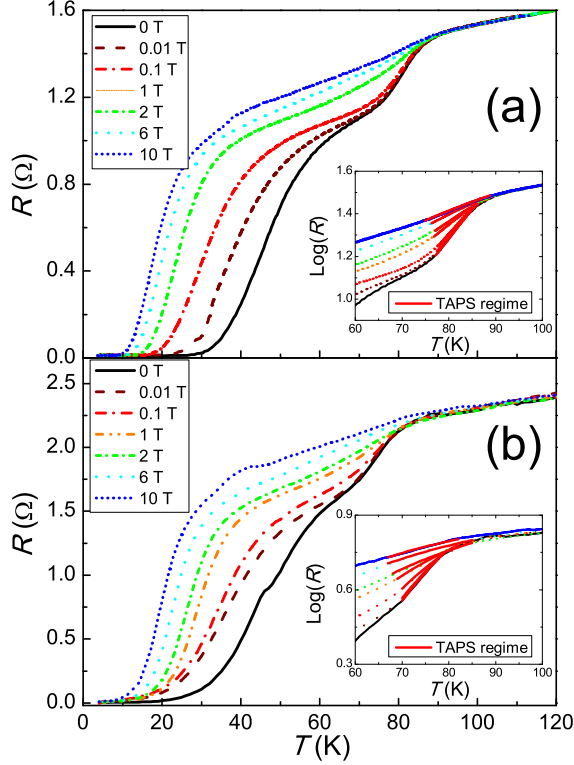 1.6
1.2
0.8
0.4
0.0
R (Ω)
0 T
0.01 T
0.1 T
1 T
2 T
6 T
10 T
(a)
1.6
1.4
1.2
1.0
Log(R)
TAPS regime
60 70 80 90 100
T (K)
2.5
2.0
1.5
1.0
0.5
0.0
R (Ω)
0 T
0.01 T
0.1 T
1 T
2 T
6 T
10 T
(b)
0.9
0.6
0.3
Log(R)
TAPS regime
60 70 80 90 100
T (K)
0 20 40 60 80 100 120
T (K)